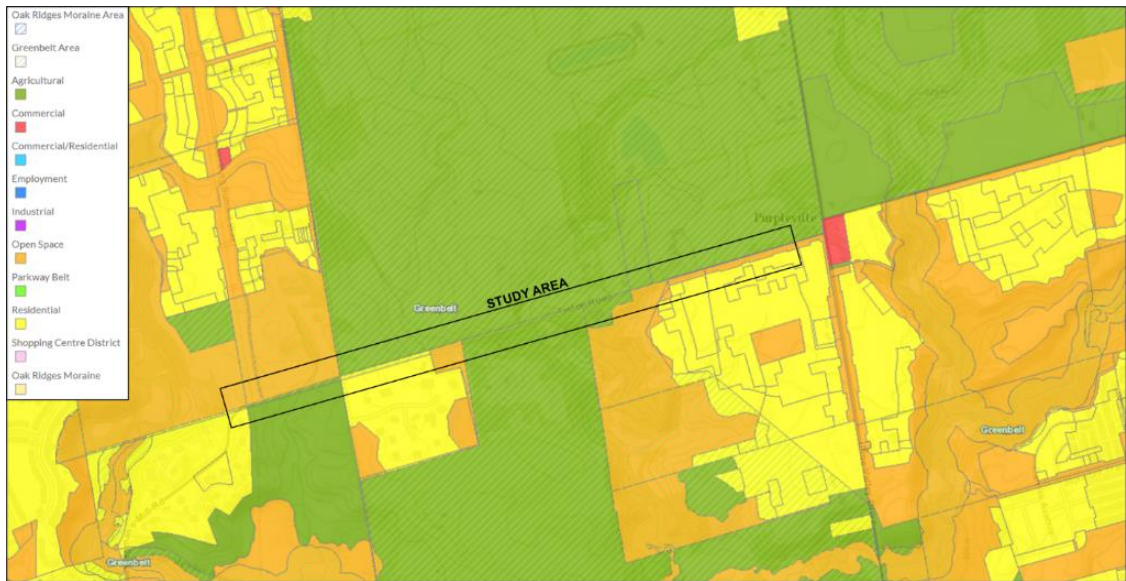 Oak Ridges Moraine Area
Greenbelt Area
Agricultural
Commercial
Commercial/Residential
Employment
Industrial
Open Space
Parkway Belt
Residential
Shopping Centre District
Oak Ridges Moraine
Purpleville
STUDY AREA
Greenbelt
Greenbelt
Greenbelt